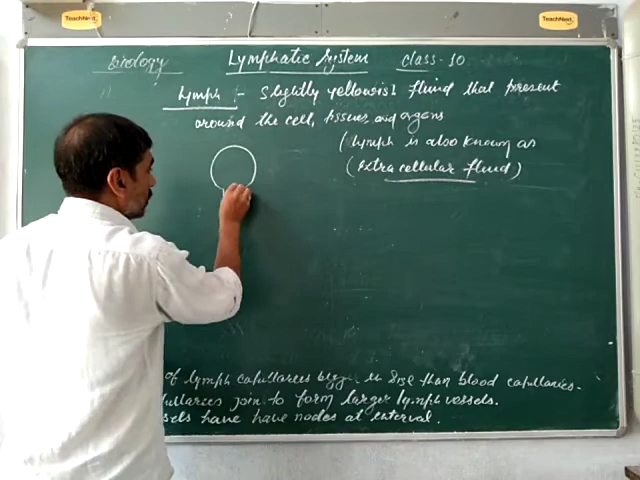 TeachNext TeachNext
Biology Lymphatic System class-10
Lymph :- Slightly yellowish fluid that present
around the cell, tissues and organs
(Lymph is also known as
(Extra cellular fluid)
of lymph capillaries bigger in size than blood capillaries.
join to form larger lymph vessels.
have have nodes at interval.